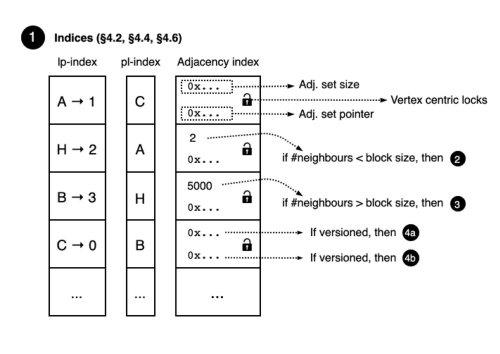 1 Indices (§4.2, §4.4, §4.6)
lp-index pl-index Adjacency index
A → 1 C 0x... Adj. set size
Vertex centric locks
0x... Adj. set pointer
H → 2 A 2
0x... if #neighbours < block size, then 2
B → 3 H 5000
0x... if #neighbours > block size, then 3
C → 0 B 0x... If versioned, then 4a
0x... If versioned, then 4b
... ... ...